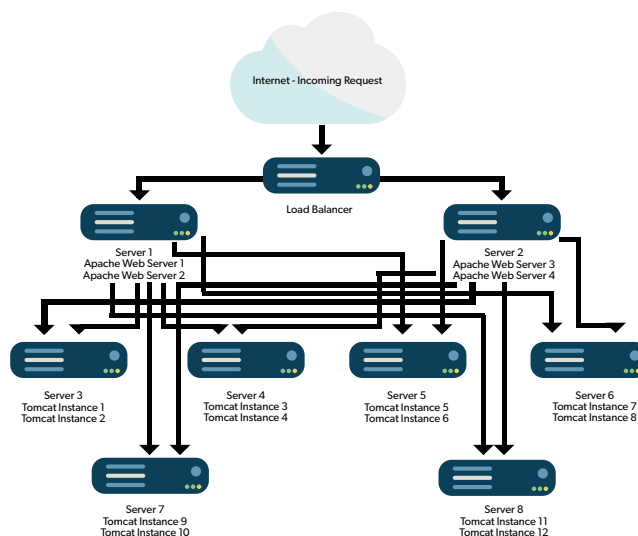 Internet - Incoming Request
Load Balancer
Server 1
Apache Web Server 1
Apache Web Server 2
Server 2
Apache Web Server 3
Apache Web Server 4
Server 3
Tomcat Instance 1
Tomcat Instance 2
Server 4
Tomcat Instance 3
Tomcat Instance 4
Server 5
Tomcat Instance 5
Tomcat Instance 6
Server 6
Tomcat Instance 7
Tomcat Instance 8
Server 7
Tomcat Instance 9
Tomcat Instance 10
Server 8
Tomcat Instance 11
Tomcat Instance 12